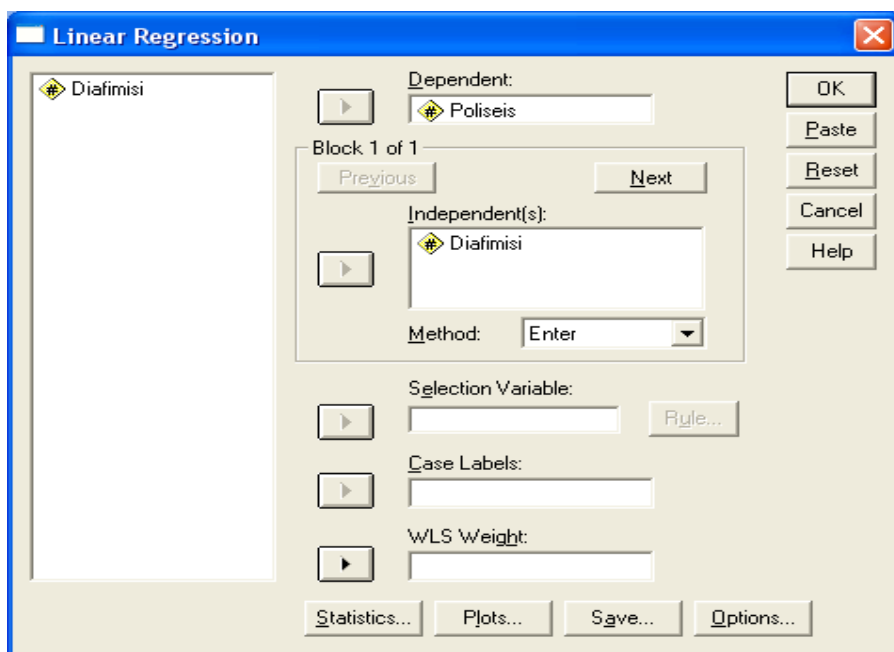 Linear Regression
Diafimisi
Dependent:
Poliseis
Block 1 of 1
Previous
Next
Independent(s):
Diafimisi
Method:
Enter
Selection Variable:
Rule...
Case Labels:
WLS Weight:
Statistics...
Plots...
Save...
Options...
OK
Paste
Reset
Cancel
Help